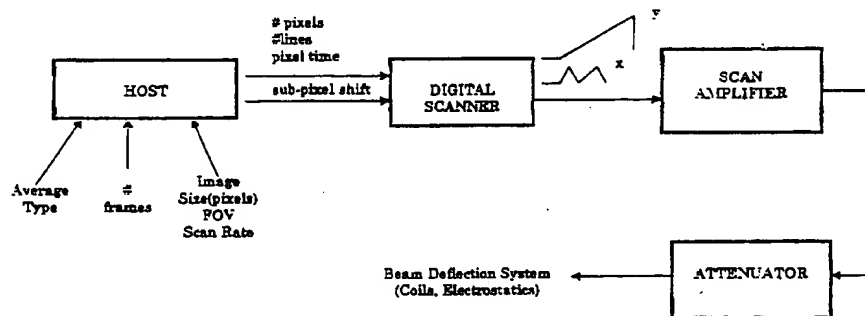 # pixels
#lines
pixel time
sub-pixel shift
HOST
DIGITAL
SCANNER
y
x
SCAN
AMPLIFIER
Average
Type
#
frames
Image
Size(pixels)
FOV
Scan Rate
Beam Deflection System
(Coils, Electrostatics)
ATTENUATOR